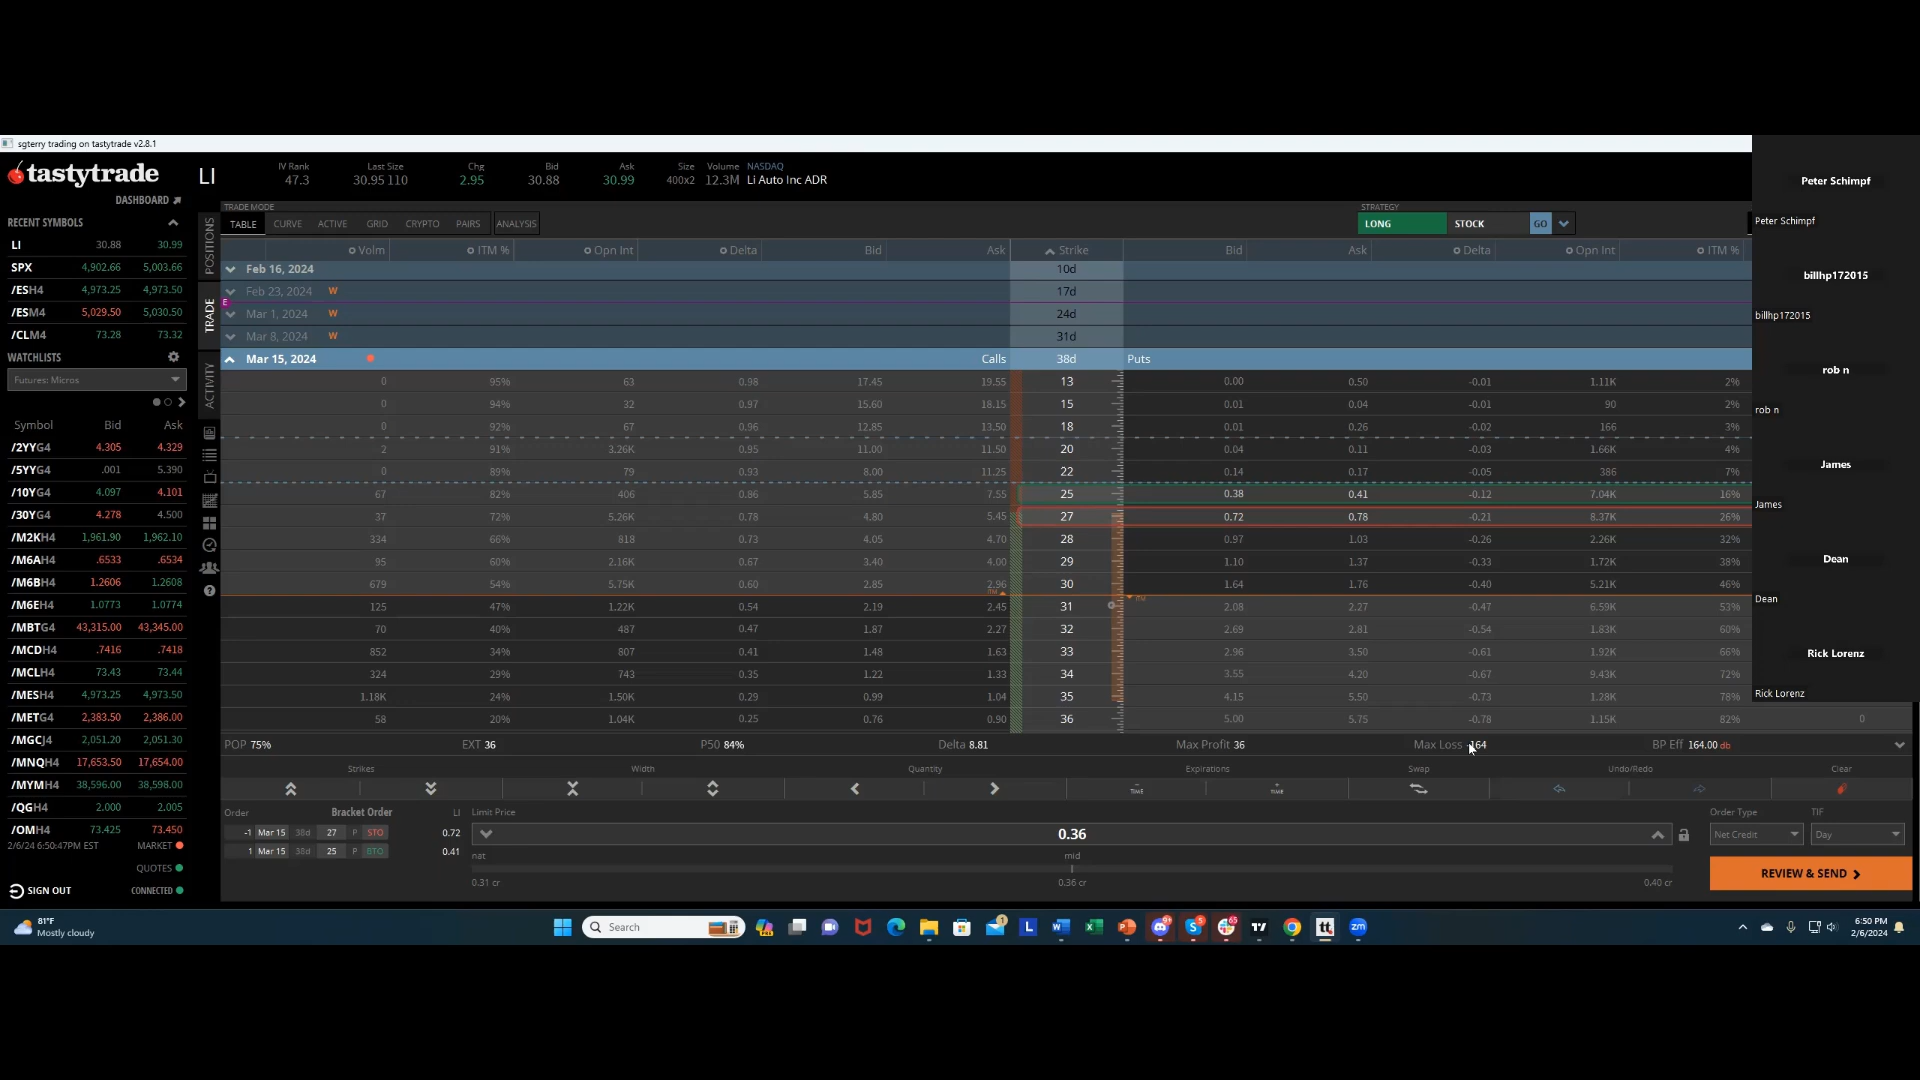 sgterry trading on tastytrade v2.8.1
tastytrade
DASHBOARD
LI
IV Rank Last Size Chg Bid Ask Size Volume NASDAQ
47.3 30.95 110 2.95 30.88 30.99 400x2 12.3M Li Auto Inc ADR
RECENT SYMBOLS
LI 30.88 30.99
SPX 4,902.66 5,003.66
/ESH4 4,973.25 4,973.50
/ESM4 5,029.50 5,030.50
/CLM4 73.28 73.32
WATCHLISTS
Futures: Micros
Symbol Bid Ask
/2YYG4 4.305 4.329
/5YYG4 .001 5.390
/10YG4 4.097 4.101
/30YG4 4.278 4.500
/M2KH4 1,961.90 1,962.10
/M6AH4 .6533 .6534
/M6BH4 1.2606 1.2608
/M6EH4 1.0773 1.0774
/MBTG4 43,315.00 43,345.00
/MCDH4 .7416 .7418
/MCLH4 73.43 73.44
/MESH4 4,973.25 4,973.50
/METG4 2,383.50 2,386.00
/MGCJ4 2,051.20 2,051.30
/MNQH4 17,653.50 17,654.00
/MYMH4 38,596.00 38,598.00
/QGH4 2.000 2.005
/QMH4 73.425 73.450
2/6/24 6:50:47PM EST MARKET
QUOTES
SIGN OUT CONNECTED
POSITIONS
TRADE
ACTIVITY
TRADE MODE
TABLE CURVE ACTIVE GRID CRYPTO PAIRS ANALYSIS
STRATEGY
LONG STOCK GO
Volm ITM % Opn Int Delta Bid Ask Strike Bid Ask Delta Opn Int ITM %
Feb 16, 2024 10d
Feb 23, 2024 W 17d
E
Mar 1, 2024 W 24d
Mar 8, 2024 W 31d
Mar 15, 2024 Calls 38d Puts
0 95% 63 0.98 17.45 19.55 13 0.00 0.50 -0.01 1.11K 2%
0 94% 32 0.97 15.60 18.15 15 0.01 0.04 -0.01 90 2%
0 92% 67 0.96 12.85 13.50 18 0.01 0.26 -0.02 166 3%
2 91% 3.26K 0.95 11.00 11.50 20 0.04 0.11 -0.03 1.66K 4%
0 89% 79 0.93 8.00 11.25 22 0.14 0.17 -0.05 386 7%
67 82% 406 0.86 5.85 7.55 25 0.38 0.41 -0.12 7.04K 16%
37 72% 5.26K 0.78 4.80 5.45 27 0.72 0.78 -0.21 8.37K 26%
334 66% 818 0.73 4.05 4.70 28 0.97 1.03 -0.26 2.26K 32%
95 60% 2.16K 0.67 3.40 4.00 29 1.10 1.37 -0.33 1.72K 38%
679 54% 5.75K 0.60 2.85 2.96 30 1.64 1.76 -0.40 5.21K 46%
ITM ITM
125 47% 1.22K 0.54 2.19 2.45 31 2.08 2.27 -0.47 6.59K 53%
70 40% 487 0.47 1.87 2.27 32 2.69 2.81 -0.54 1.83K 60%
852 34% 807 0.41 1.48 1.63 33 2.96 3.50 -0.61 1.92K 66%
324 29% 743 0.35 1.22 1.33 34 3.55 4.20 -0.67 9.43K 72%
1.18K 24% 1.50K 0.29 0.99 1.04 35 4.15 5.50 -0.73 1.28K 78%
58 20% 1.04K 0.25 0.76 0.90 36 5.00 5.75 -0.78 1.15K 82% 0
POP 75% EXT 36 P50 84% Delta 8.81 Max Profit 36 Max Loss -164 BP Eff 164.00 db
Strikes Width Quantity Expirations Swap Undo/Redo Clear
TIME TIME
Order Bracket Order LI Limit Price Order Type TIF
-1 Mar 15 38d 27 P STO 0.72 0.36 Net Credit Day
1 Mar 15 38d 25 P BTO 0.41
nat mid
0.31 cr 0.36 cr 0.40 cr
REVIEW & SEND
Peter Schimpf
Peter Schimpf
billhp172015
billhp172015
rob n
rob n
James
James
Dean
Dean
Rick Lorenz
Rick Lorenz
81°F
Mostly cloudy
Search
6:50 PM
2/6/2024